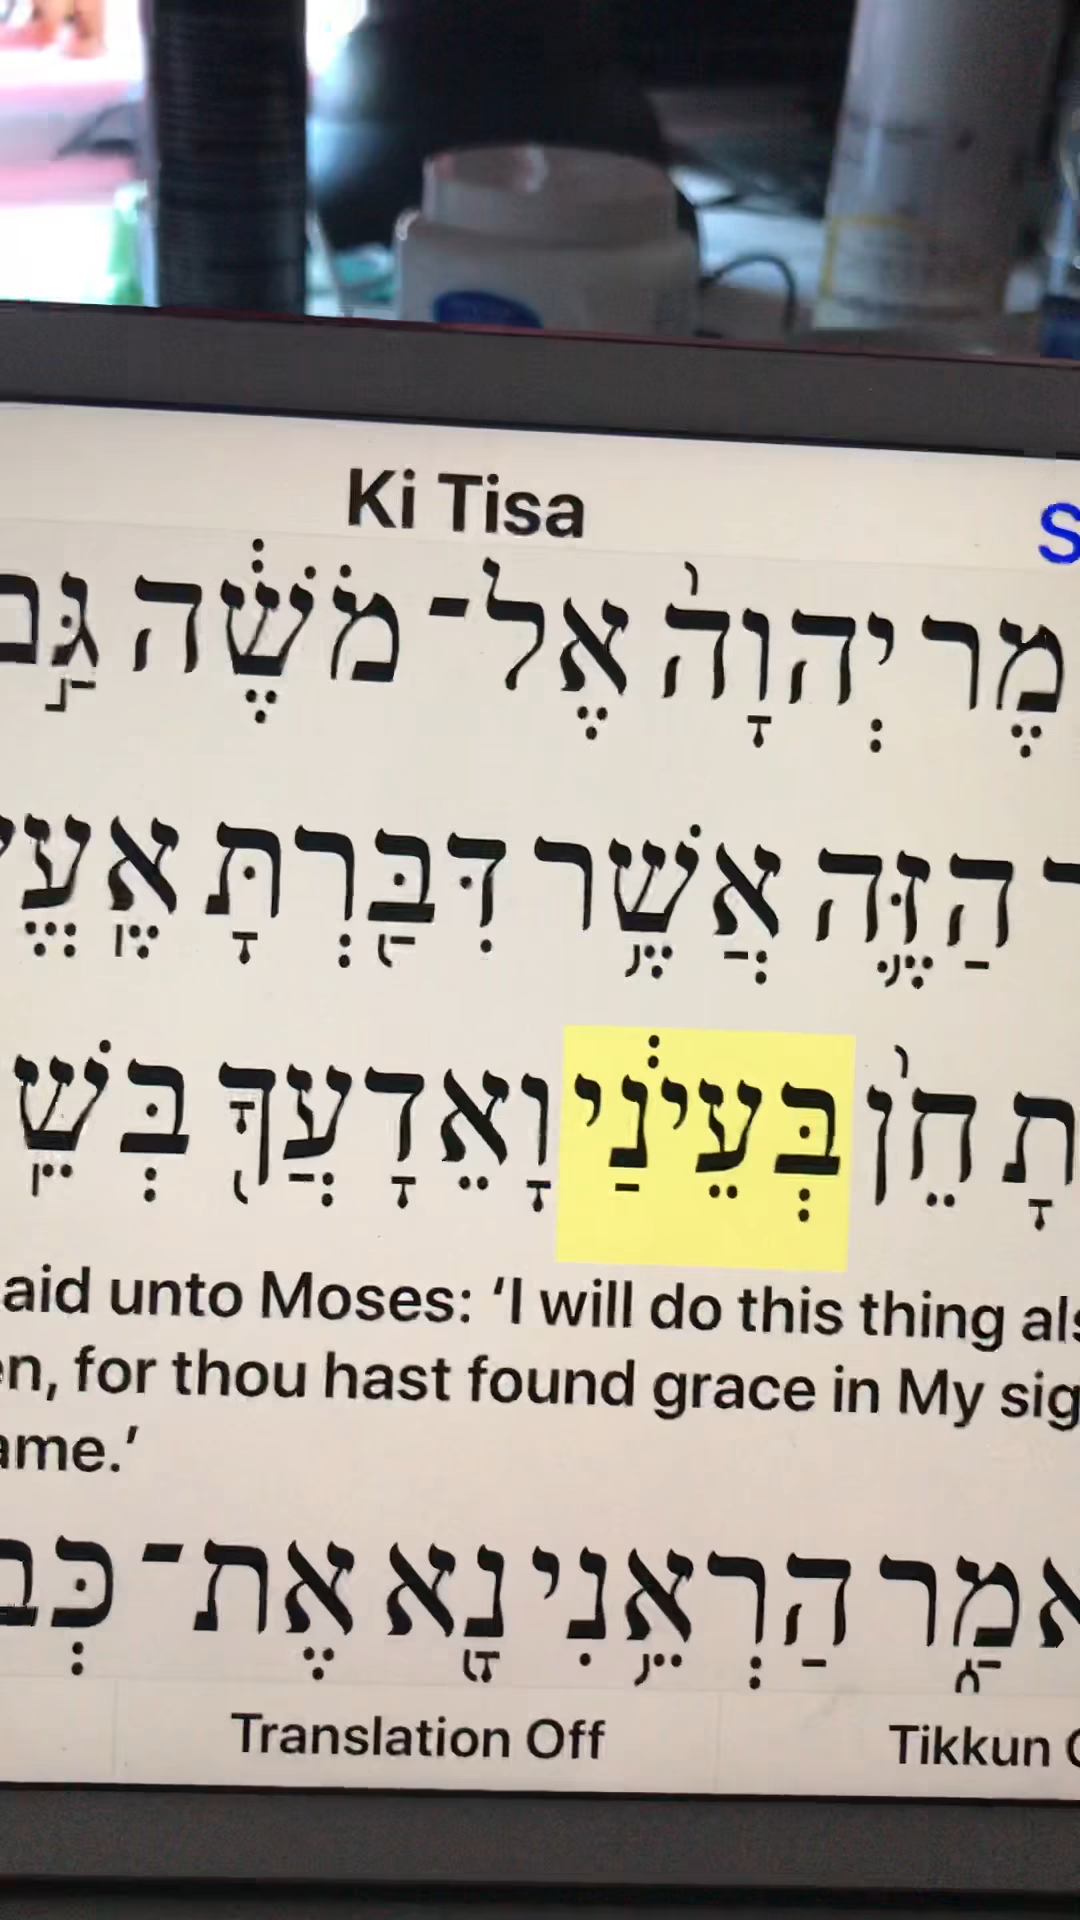 Ki Tisa
מֶר יְהוָה֙ אֶל־מֹשֶׁ֔ה גַּ֣ם
הַזֶּ֛ה אֲשֶׁ֥ר דִּבַּ֖רְתָּ אֶֽעֱ
תָ חֵן֙ בְּעֵינַ֔י וָאֵדָעֲךָ֖ בְּשֵֽׁ
aid unto Moses: ‘I will do this thing als
n, for thou hast found grace in My sig
ame.’
אמַ֑ר הַרְאֵ֥נִי נָ֖א אֶת־כְּב
Translation Off
Tikkun